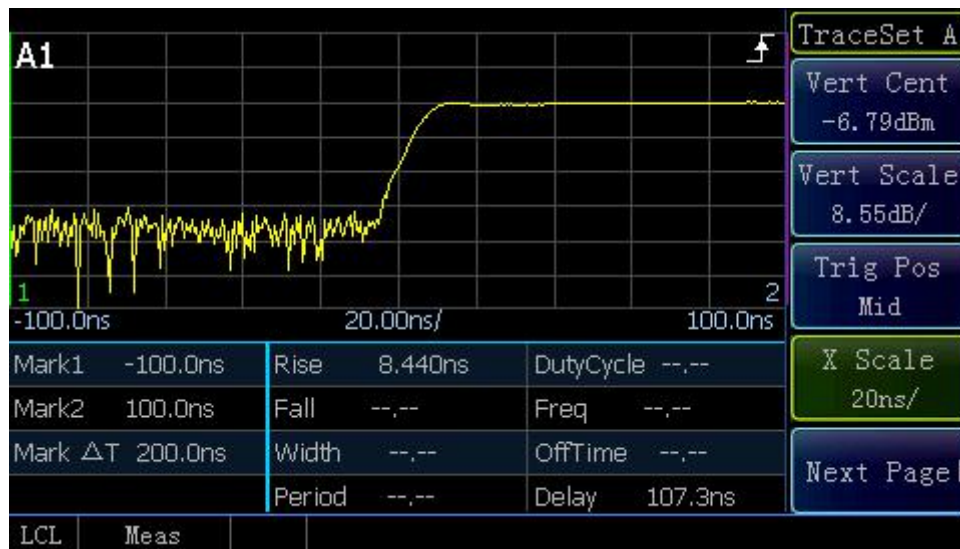 A1
1
2
-100.0ns 20.00ns/ 100.0ns
Mark1 -100.0ns Rise 8.440ns DutyCycle --.--
Mark2 100.0ns Fall --.-- Freq --.--
Mark △T 200.0ns Width --.-- OffTime --.--
Period --.-- Delay 107.3ns
LCL Meas
TraceSet A
Vert Cent
-6.79dBm
Vert Scale
8.55dB/
Trig Pos
Mid
X Scale
20ns/
Next Page